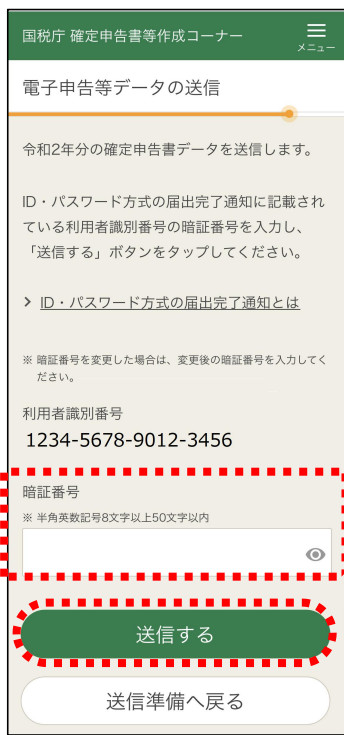 国税庁 確定申告書等作成コーナー
メニュー
電子申告等データの送信
令和2年分の確定申告書データを送信します。
ID・パスワード方式の届出完了通知に記載され
ている利用者識別番号の暗証番号を入力し、
「送信する」ボタンをタップしてください。
> ID・パスワード方式の届出完了通知とは
※ 暗証番号を変更した場合は、変更後の暗証番号を入力してく
ださい。
利用者識別番号
1234-5678-9012-3456
暗証番号
※ 半角英数記号8文字以上50文字以内
送信する
送信準備へ戻る